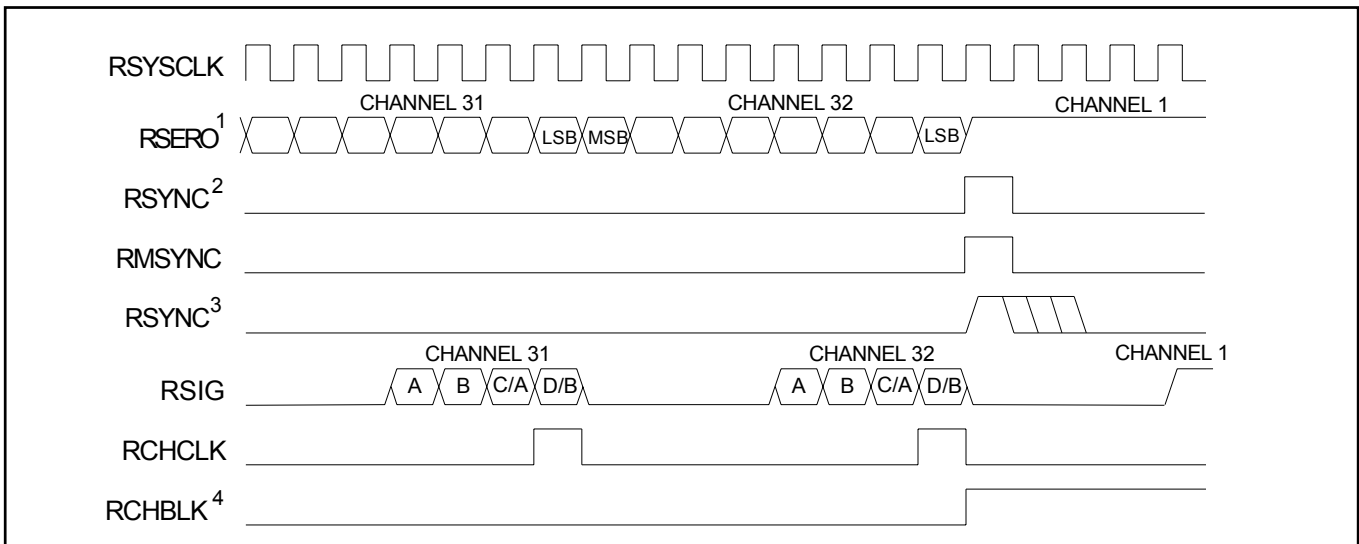 RSYSCLK
CHANNEL 31 CHANNEL 32 CHANNEL 1
RSERO1 LSB MSB LSB
RSYNC2
RMSYNC
RSYNC3
CHANNEL 31 CHANNEL 32 CHANNEL 1
RSIG A B C/A D/B A B C/A D/B
RCHCLK
RCHBLK4